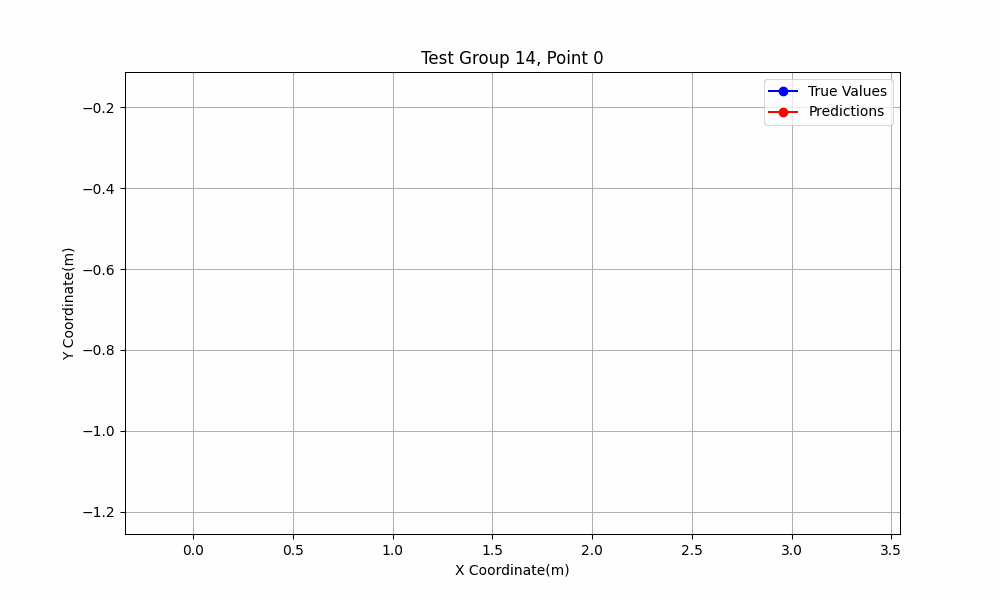 Test Group 14, Point 0
True Values
Predictions
−0.2
−0.4
−0.6
−0.8
−1.0
−1.2
Y Coordinate(m)
0.0 0.5 1.0 1.5 2.0 2.5 3.0 3.5
X Coordinate(m)